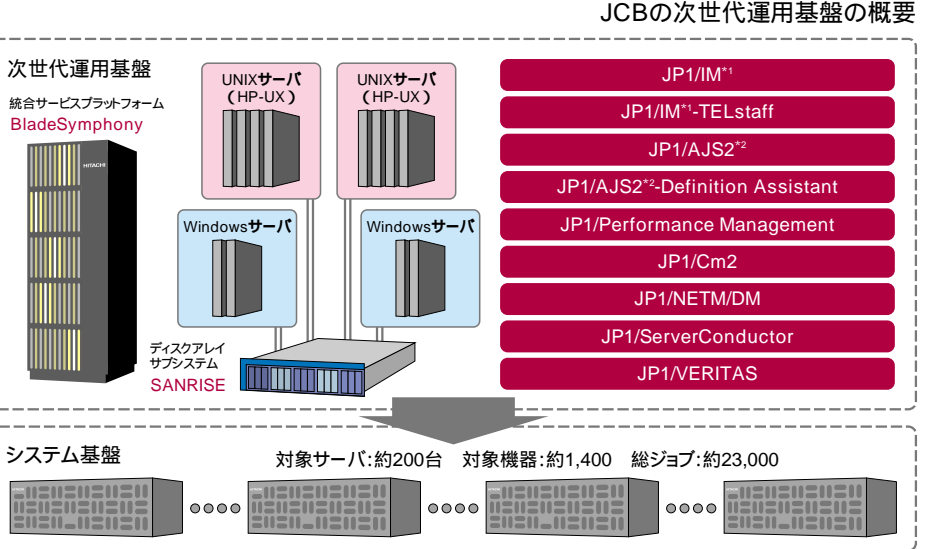 JCBの次世代運用基盤の概要
次世代運用基盤
統合サービスプラットフォーム
BladeSymphony
HITACHI
UNIXサーバ
（HP-UX）
UNIXサーバ
（HP-UX）
Windowsサーバ
Windowsサーバ
ディスクアレイ
サブシステム
SANRISE
JP1/IM*1
JP1/IM*1-TELstaff
JP1/AJS2*2
JP1/AJS2*2-Definition Assistant
JP1/Performance Management
JP1/Cm2
JP1/NETM/DM
JP1/ServerConductor
JP1/VERITAS
システム基盤
対象サーバ:約200台 対象機器:約1,400 総ジョブ:約23,000